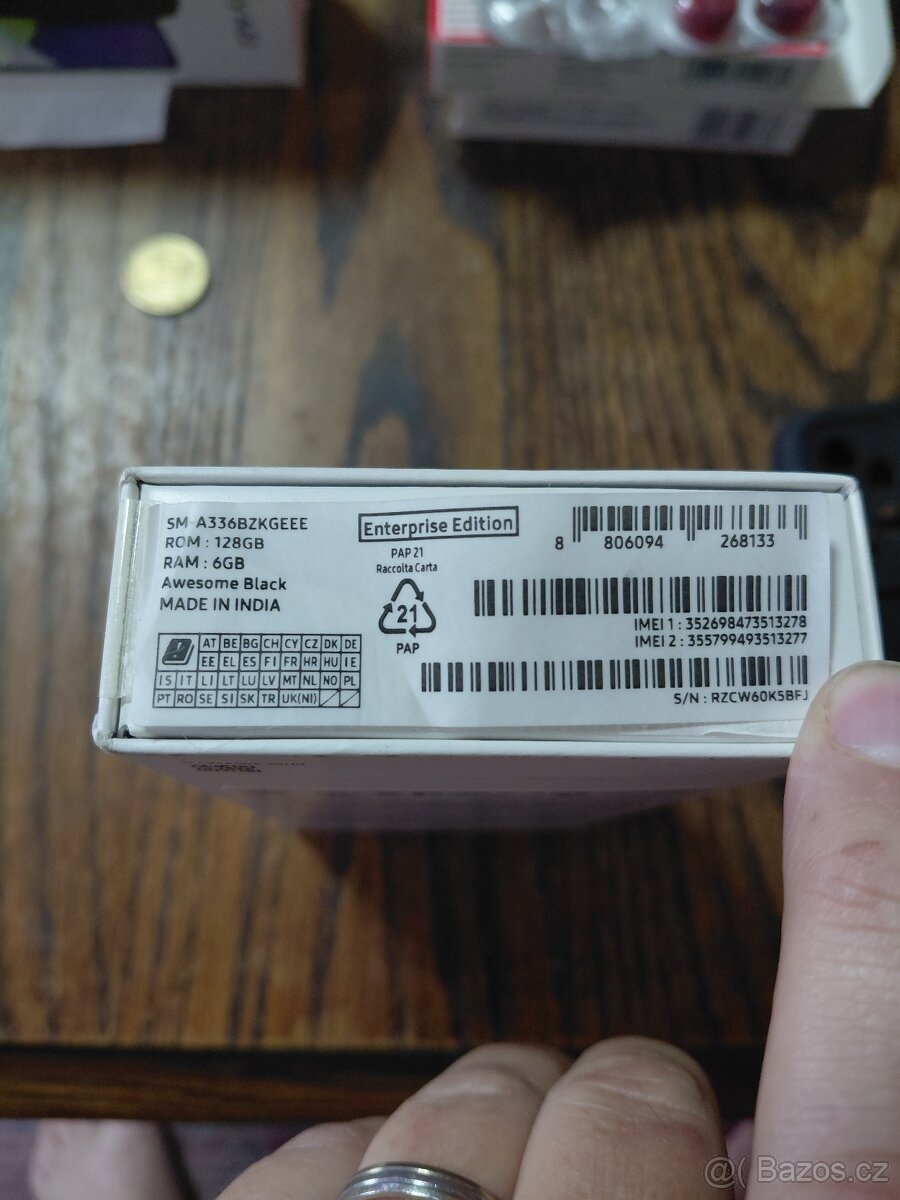 SM-A336BZKGEEE
ROM : 128GB
RAM : 6GB
Awesome Black
MADE IN INDIA
Enterprise Edition
PAP 21
Raccolta Carta
21
PAP
AT BE BG CH CY CZ DK DE
EE EL ES FI FR HR HU IE
IS IT LI LT LU LV MT NL NO PL
PT RO SE SI SK TR UK(NI)
8 806094 268133
IMEI 1 : 352698473513278
IMEI 2 : 355799493513277
S/N : RZCW60K5BFJ
@( Bazos.cz